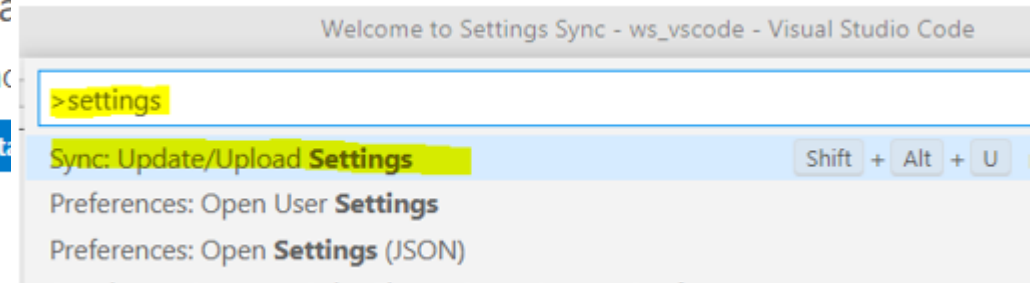 Welcome to Settings Sync - ws_vscode - Visual Studio Code
>settings
Sync: Update/Upload Settings Shift + Alt + U
Preferences: Open User Settings
Preferences: Open Settings (JSON)